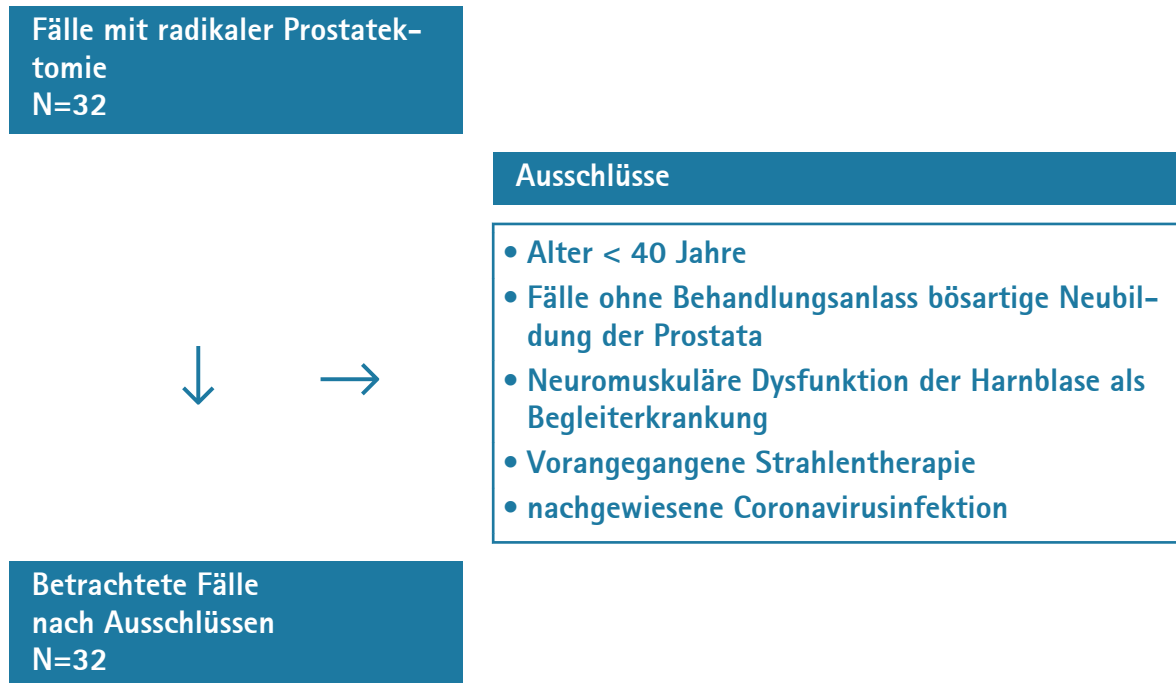 Fälle mit radikaler Prostatek-
tomie
N=32
Ausschlüsse
• Alter < 40 Jahre
• Fälle ohne Behandlungsanlass bösartige Neubil-
dung der Prostata
• Neuromuskuläre Dysfunktion der Harnblase als
Begleiterkrankung
• Vorangegangene Strahlentherapie
• nachgewiesene Coronavirusinfektion
Betrachtete Fälle
nach Ausschlüssen
N=32